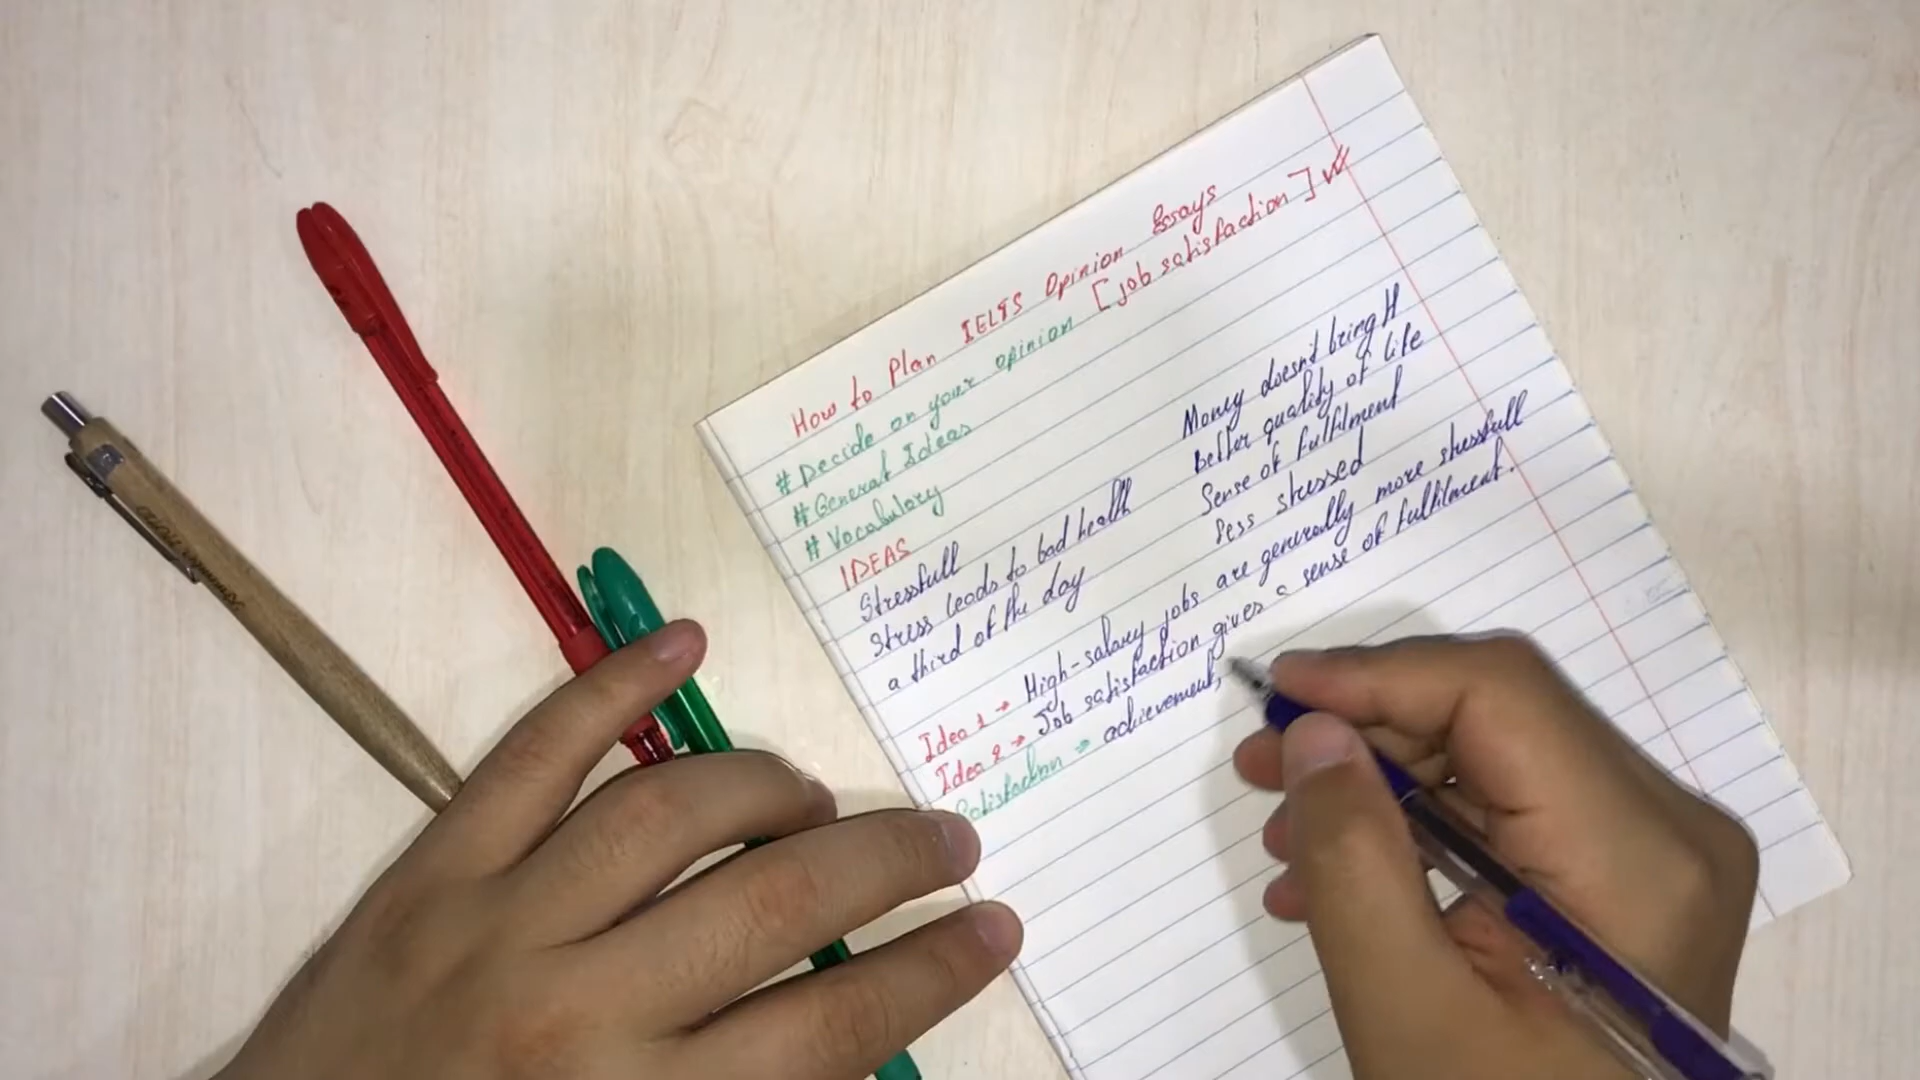 How to Plan IELTS Opinion Essays
# Decide on your opinion [job satisfaction]
# Generat Ideas
# Vocabulary
IDEAS
Stressfull
stress leads to bad health
a third of the day
Money doesn't bring H
better quality of life
Sense of fulfilment
less stressed
Idea 1 → High-salary jobs are generally more stressfull
Idea 2 → Job satisfaction gives a sense of fulfilment.
Satisfaction → achievement,